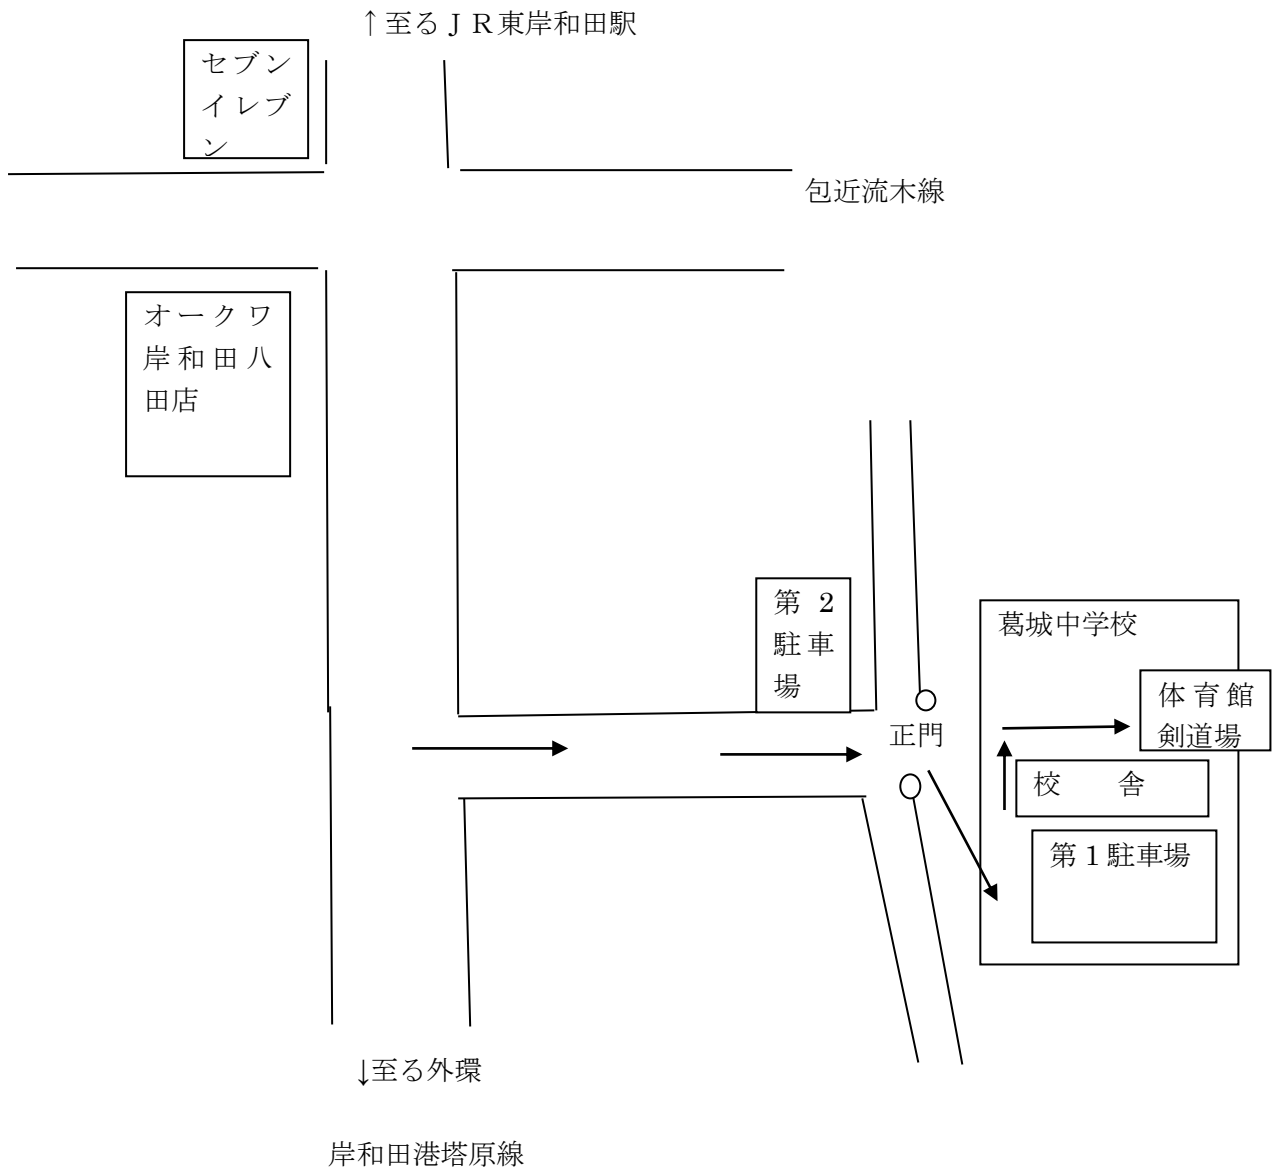 ↑至るＪＲ東岸和田駅
セブン
イレブ
ン
包近流木線
オークワ
岸和田八
田店
第２
駐車
場
葛城中学校
体育館
剣道場
正門
校　　舎
第１駐車場
↓至る外環
岸和田港塔原線